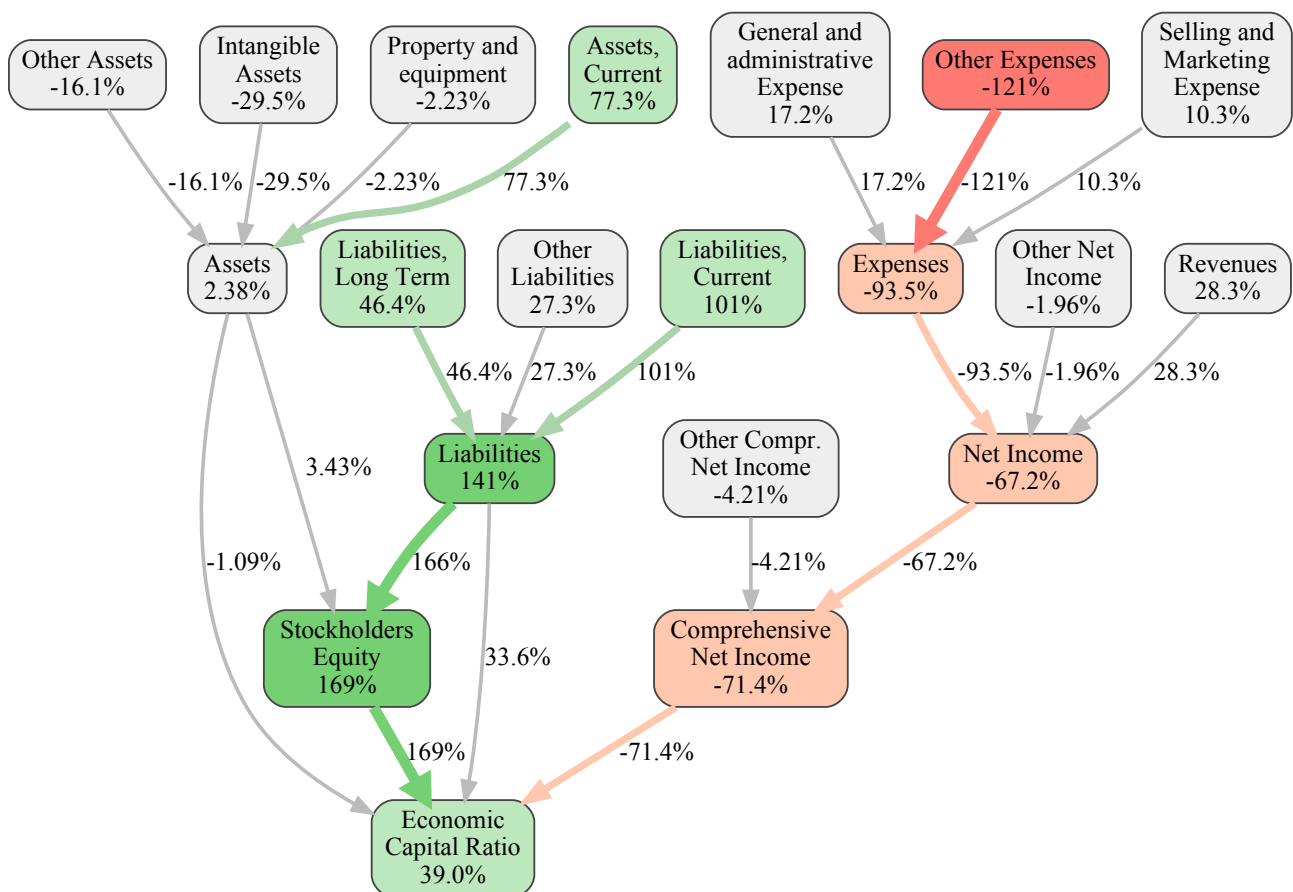 Other Assets
-16.1%
Intangible
Assets
-29.5%
Property and
equipment
-2.23%
Assets,
Current
77.3%
General and
administrative
Expense
17.2%
Other Expenses
-121%
Selling and
Marketing
Expense
10.3%
-16.1%
-29.5%
-2.23%
77.3%
17.2%
-121%
10.3%
Assets
2.38%
Liabilities,
Long Term
46.4%
Other
Liabilities
27.3%
Liabilities,
Current
101%
Expenses
-93.5%
Other Net
Income
-1.96%
Revenues
28.3%
46.4%
27.3%
101%
-93.5%
-1.96%
28.3%
3.43%
Liabilities
141%
Other Compr.
Net Income
-4.21%
Net Income
-67.2%
-1.09%
166%
-4.21%
-67.2%
Stockholders
Equity
169%
33.6%
Comprehensive
Net Income
-71.4%
169%
-71.4%
Economic
Capital Ratio
39.0%